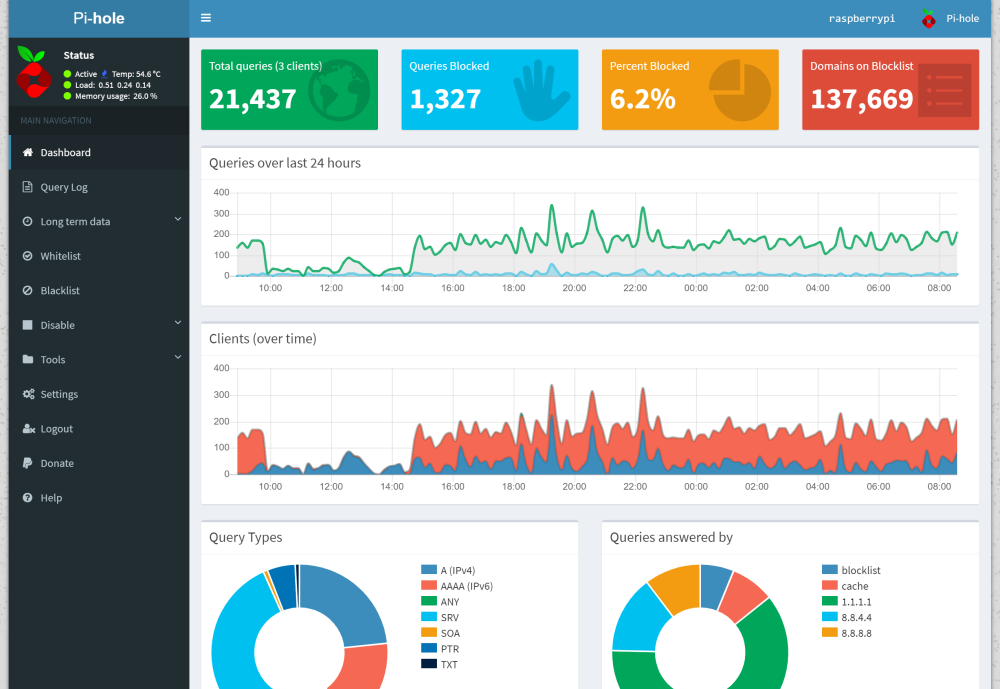 Pi-hole
raspberrypi
Pi-hole
Status
Active Temp: 54.6 °C
Load: 0.51 0.24 0.14
Memory usage: 26.0 %
MAIN NAVIGATION
Dashboard
Query Log
Long term data
Whitelist
Blacklist
Disable
Tools
Settings
Logout
Donate
Help
Total queries (3 clients)
21,437
Queries Blocked
1,327
Percent Blocked
6.2%
Domains on Blocklist
137,669
Queries over last 24 hours
400
300
200
100
0
10:00 12:00 14:00 16:00 18:00 20:00 22:00 00:00 02:00 04:00 06:00 08:00
Clients (over time)
400
300
200
100
0
10:00 12:00 14:00 16:00 18:00 20:00 22:00 00:00 02:00 04:00 06:00 08:00
Query Types
A (IPv4)
AAAA (IPv6)
ANY
SRV
SOA
PTR
TXT
Queries answered by
blocklist
cache
1.1.1.1
8.8.4.4
8.8.8.8